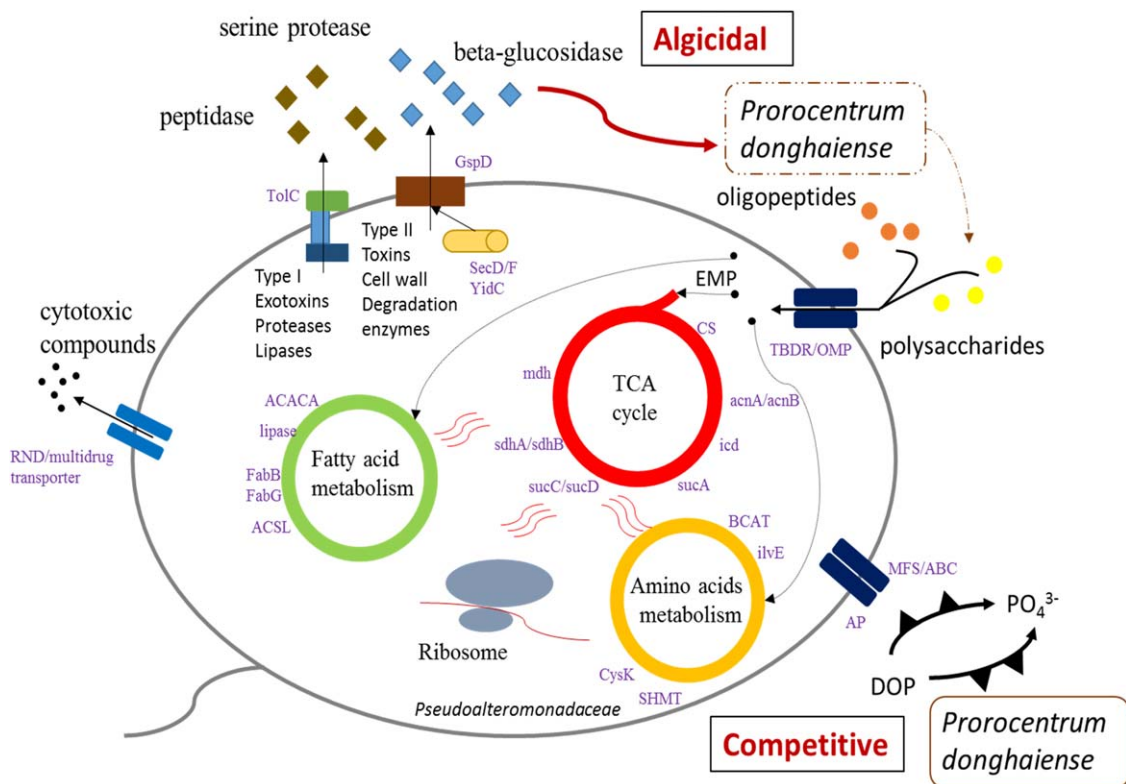 serine protease
beta-glucosidase
Algicidal
peptidase
Prorocentrum
donghaiense
GspD
TolC
oligopeptides
Type I
Exotoxins
Proteases
Lipases
Type II
Toxins
Cell wall
Degradation
enzymes
SecD/F
YidC
EMP
cytotoxic
compounds
CS
TBDR/OMP
polysaccharides
mdh
TCA
cycle
acnA/acnB
ACACA
lipase
sdhA/sdhB
icd
RND/multidrug
transporter
Fatty acid
metabolism
FabB
FabG
sucC/sucD
sucA
ACSL
BCAT
ilvE
MFS/ABC
Amino acids
metabolism
AP
PO₄³⁻
Ribosome
CysK
SHMT
DOP
Pseudoalteromonadaceae
Competitive
Prorocentrum
donghaiense